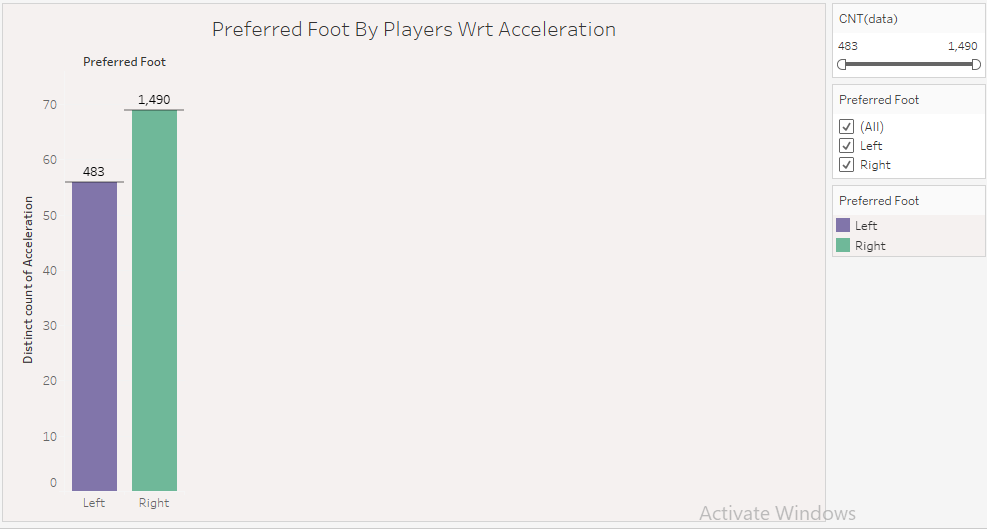 Preferred Foot By Players Wrt Acceleration
Preferred Foot
70
60
50
40
30
20
10
0
Distinct count of Acceleration
483
1,490
Left Right
CNT(data)
483 1,490
Preferred Foot
(All)
Left
Right
Preferred Foot
Left
Right
Activate Windows